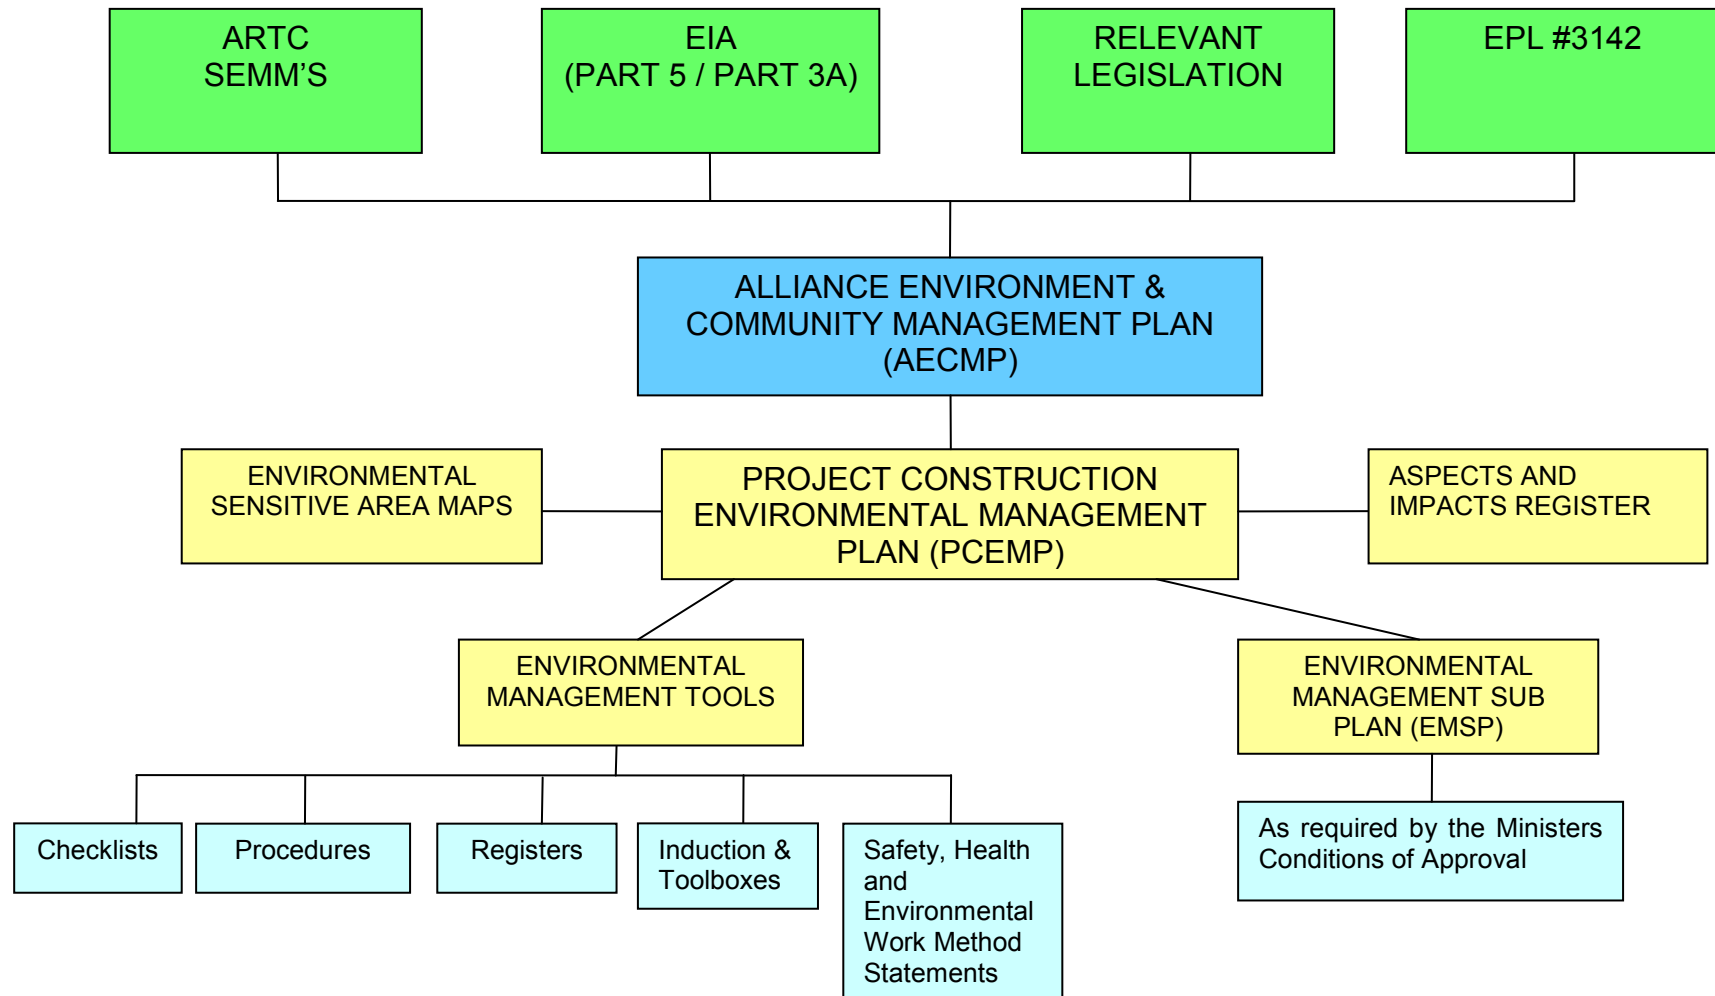 ARTC
SEMM’S
EIA
(PART 5 / PART 3A)
RELEVANT
LEGISLATION
EPL #3142
ALLIANCE ENVIRONMENT &
COMMUNITY MANAGEMENT PLAN
(AECMP)
ENVIRONMENTAL
SENSITIVE AREA MAPS
PROJECT CONSTRUCTION
ENVIRONMENTAL MANAGEMENT
PLAN (PCEMP)
ASPECTS AND
IMPACTS REGISTER
ENVIRONMENTAL
MANAGEMENT TOOLS
ENVIRONMENTAL
MANAGEMENT SUB
PLAN (EMSP)
Checklists
Procedures
Registers
Induction &
Toolboxes
Safety, Health
and
Environmental
Work Method
Statements
As required by the Ministers
Conditions of Approval